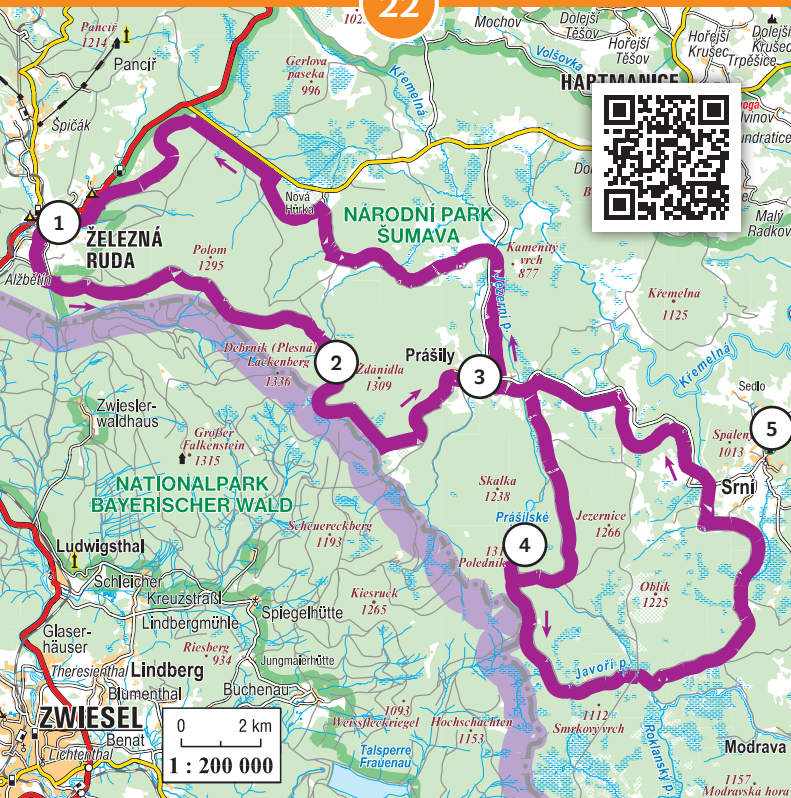 22
Pancíř
1214
Pancíř
Špičák
Gerlova
paseka
996
Křemelná
Mochov
Dolejší
Těšov
Hořejší
Těšov
Volšovka
HARTMANICE
Hořejší
Krušec
Dolejší
Trpěšice
Malý
Radkov
1
ŽELEZNÁ
RUDA
Alžbětín
Polom
1295
Nová
Hůrka
NÁRODNÍ PARK
ŠUMAVA
Kamenitý
vrch
877
Jezerní p.
Křemelná
1125
Křemelná
Debrník (Plesná)
Lackenberg
1336
2
Ždánidla
1309
Prášily
3
Sedlo
5
1013
Srní
Zwiesler-
waldhaus
Großer
Falkenstein
1315
NATIONALPARK
BAYERISCHER WALD
Scheuereckberg
1193
Skalka
1238
Prášilské
4
Poledník
Jezernice
1266
Oblík
1225
Ludwigsthal
Schleicher
Kreuzstraßl
Lindbergmühle
Spiegelhütte
Kiesruck
1265
Glaser-
häuser
Theresienthal
Lindberg
Riesberg
934
Jungmaierhütte
Buchenau
Blumenthal
ZWIESEL
Benat
Lichtenthal
0 2 km
1 : 200 000
1093
Weissfleckriegel
Hochschachten
1153
Talsperre
Frauenau
Javoří p.
1112
Smrkový vrch
Roklanský p.
Modrava
1157
Modravská hora